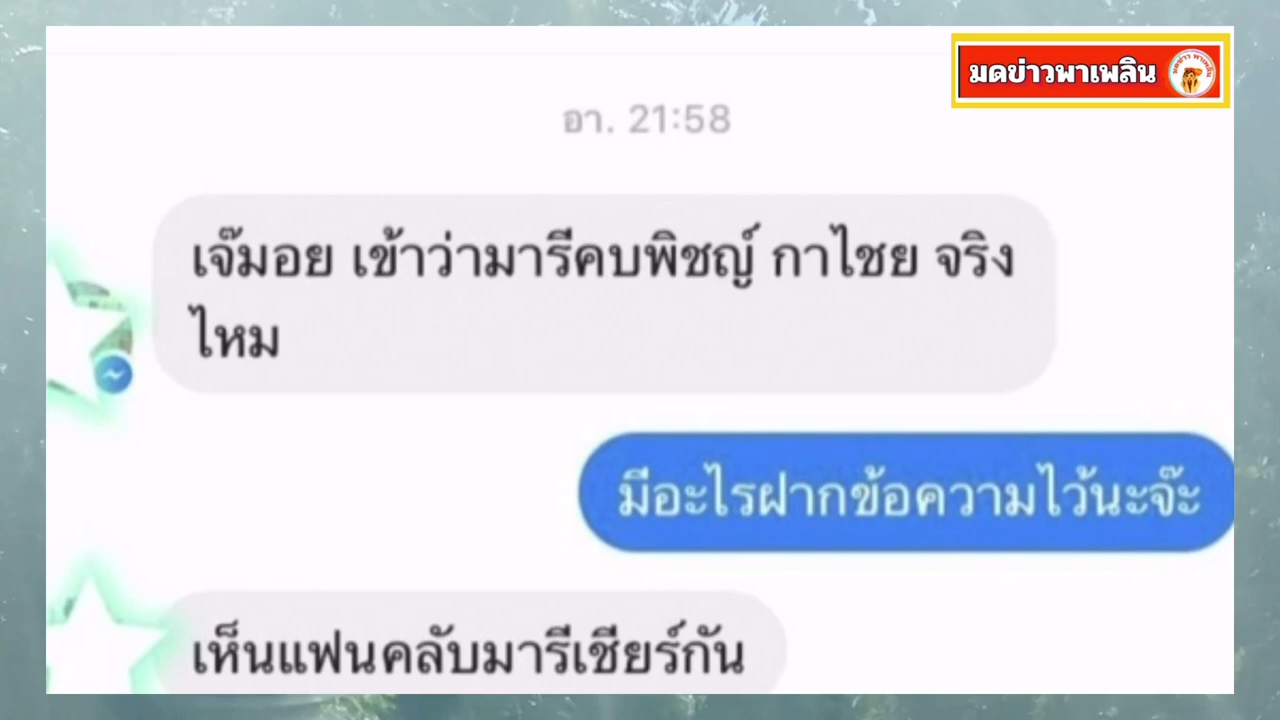 มดข่าวพาเพลิน
อา. 21:58
เจ๊มอย เข้าว่ามารีคบพิชญ์ กาไชย จริง
ไหม
มีอะไรฝากข้อความไว้นะจ๊ะ
เห็นแฟนคลับมารีเชียร์กัน